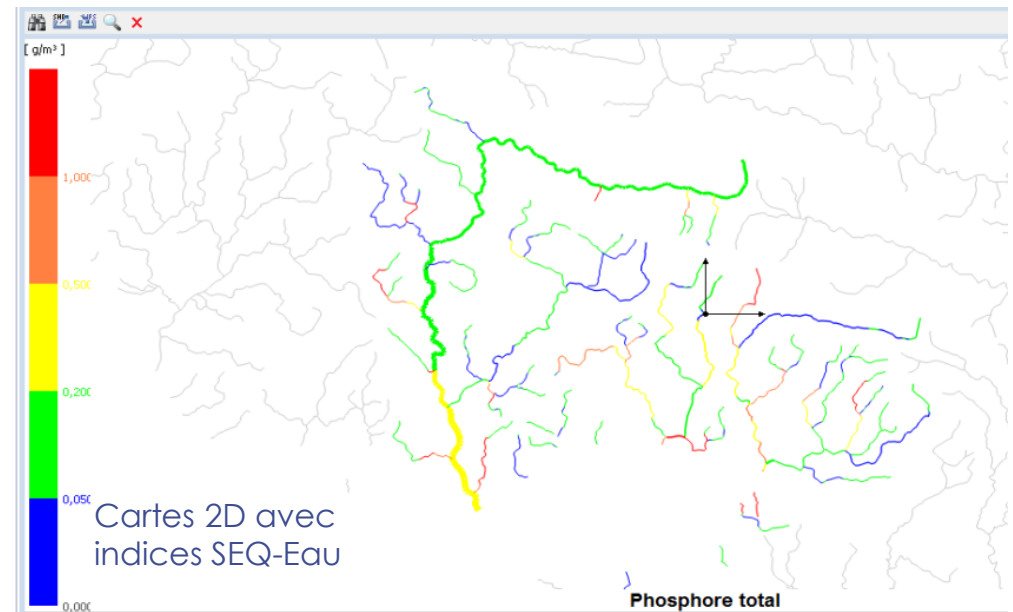 [ g/m³ ]
1,000
0,500
0,200
0,050
0,000
Cartes 2D avec
indices SEQ-Eau
Phosphore total